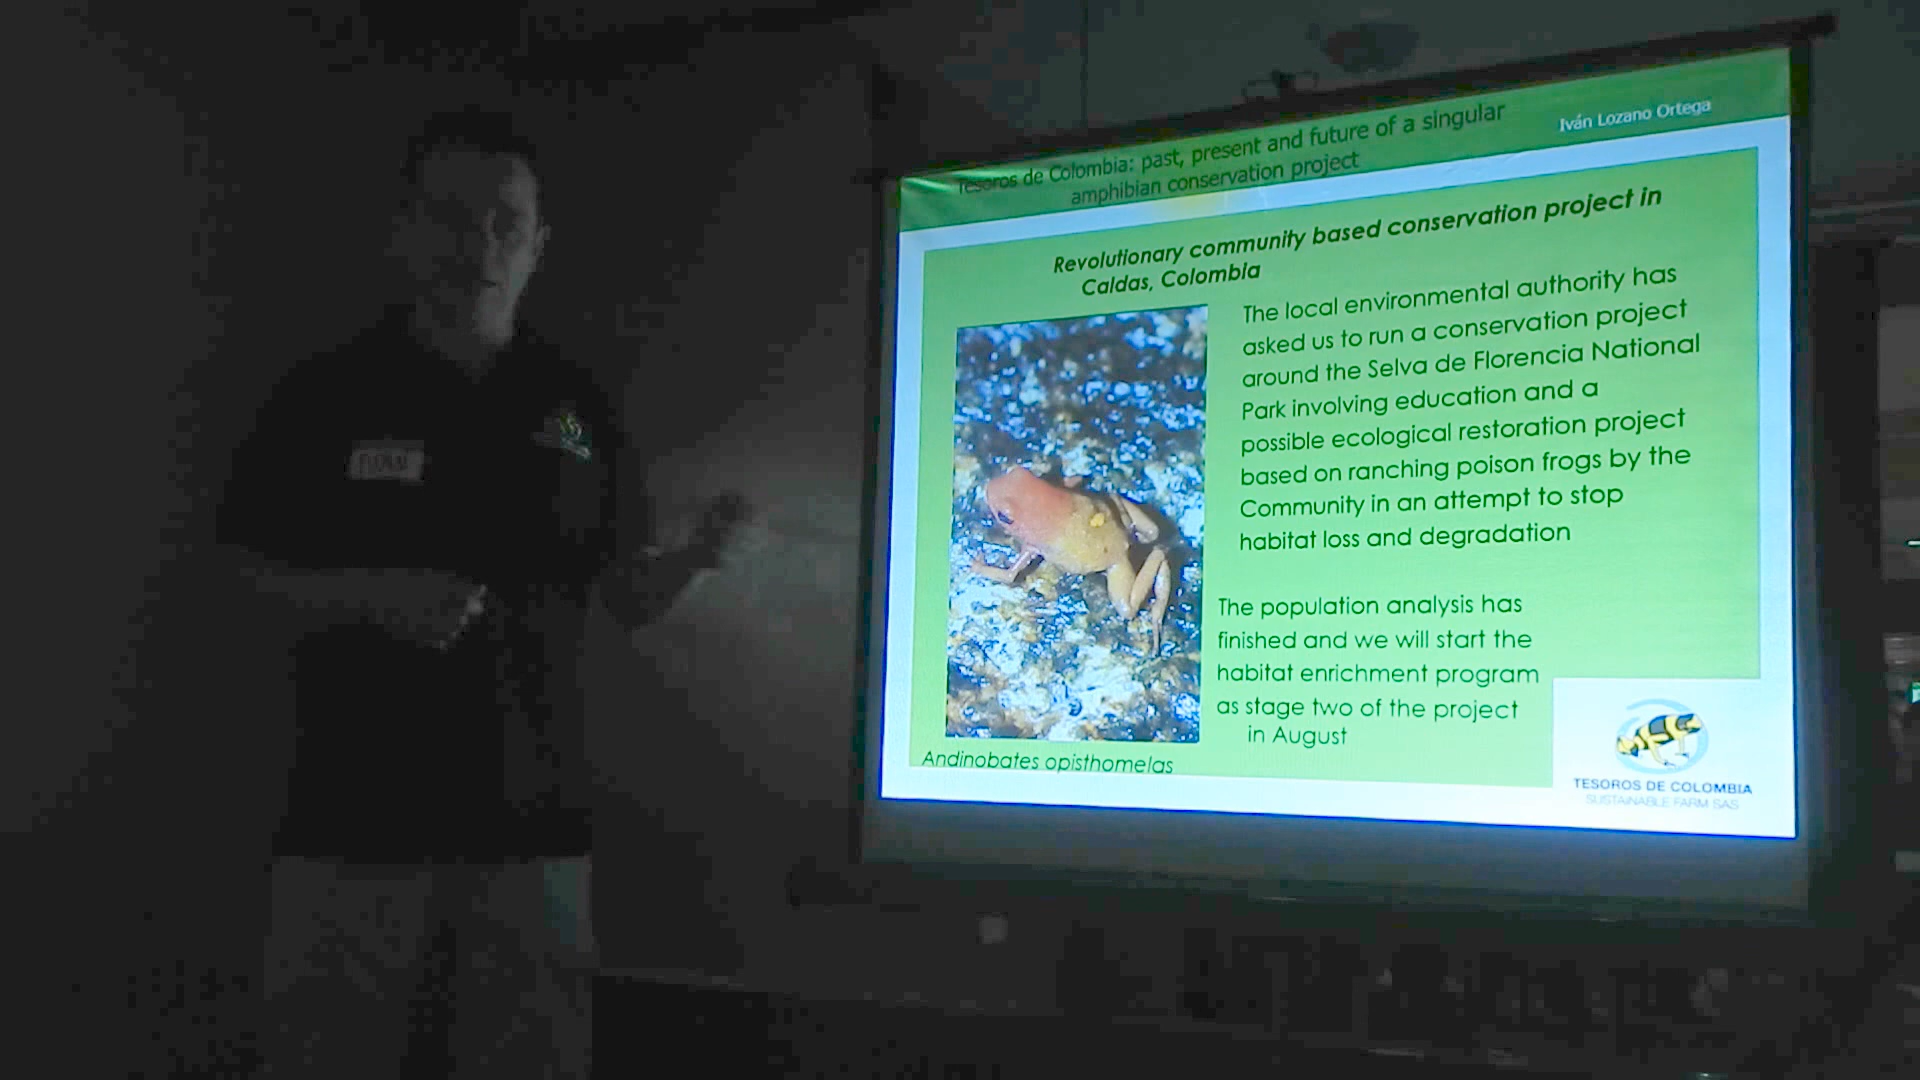 Tesoros de Colombia: past, present and future of a singular
amphibian conservation project
Iván Lozano Ortega
Revolutionary community based conservation project in
Caldas, Colombia
The local environmental authority has
asked us to run a conservation project
around the Selva de Florencia National
Park involving education and a
possible ecological restoration project
based on ranching poison frogs by the
Community in an attempt to stop
habitat loss and degradation
The population analysis has
finished and we will start the
habitat enrichment program
as stage two of the project
in August
Andinobates opisthomelas
TESOROS DE COLOMBIA
SUSTAINABLE FARM SAS